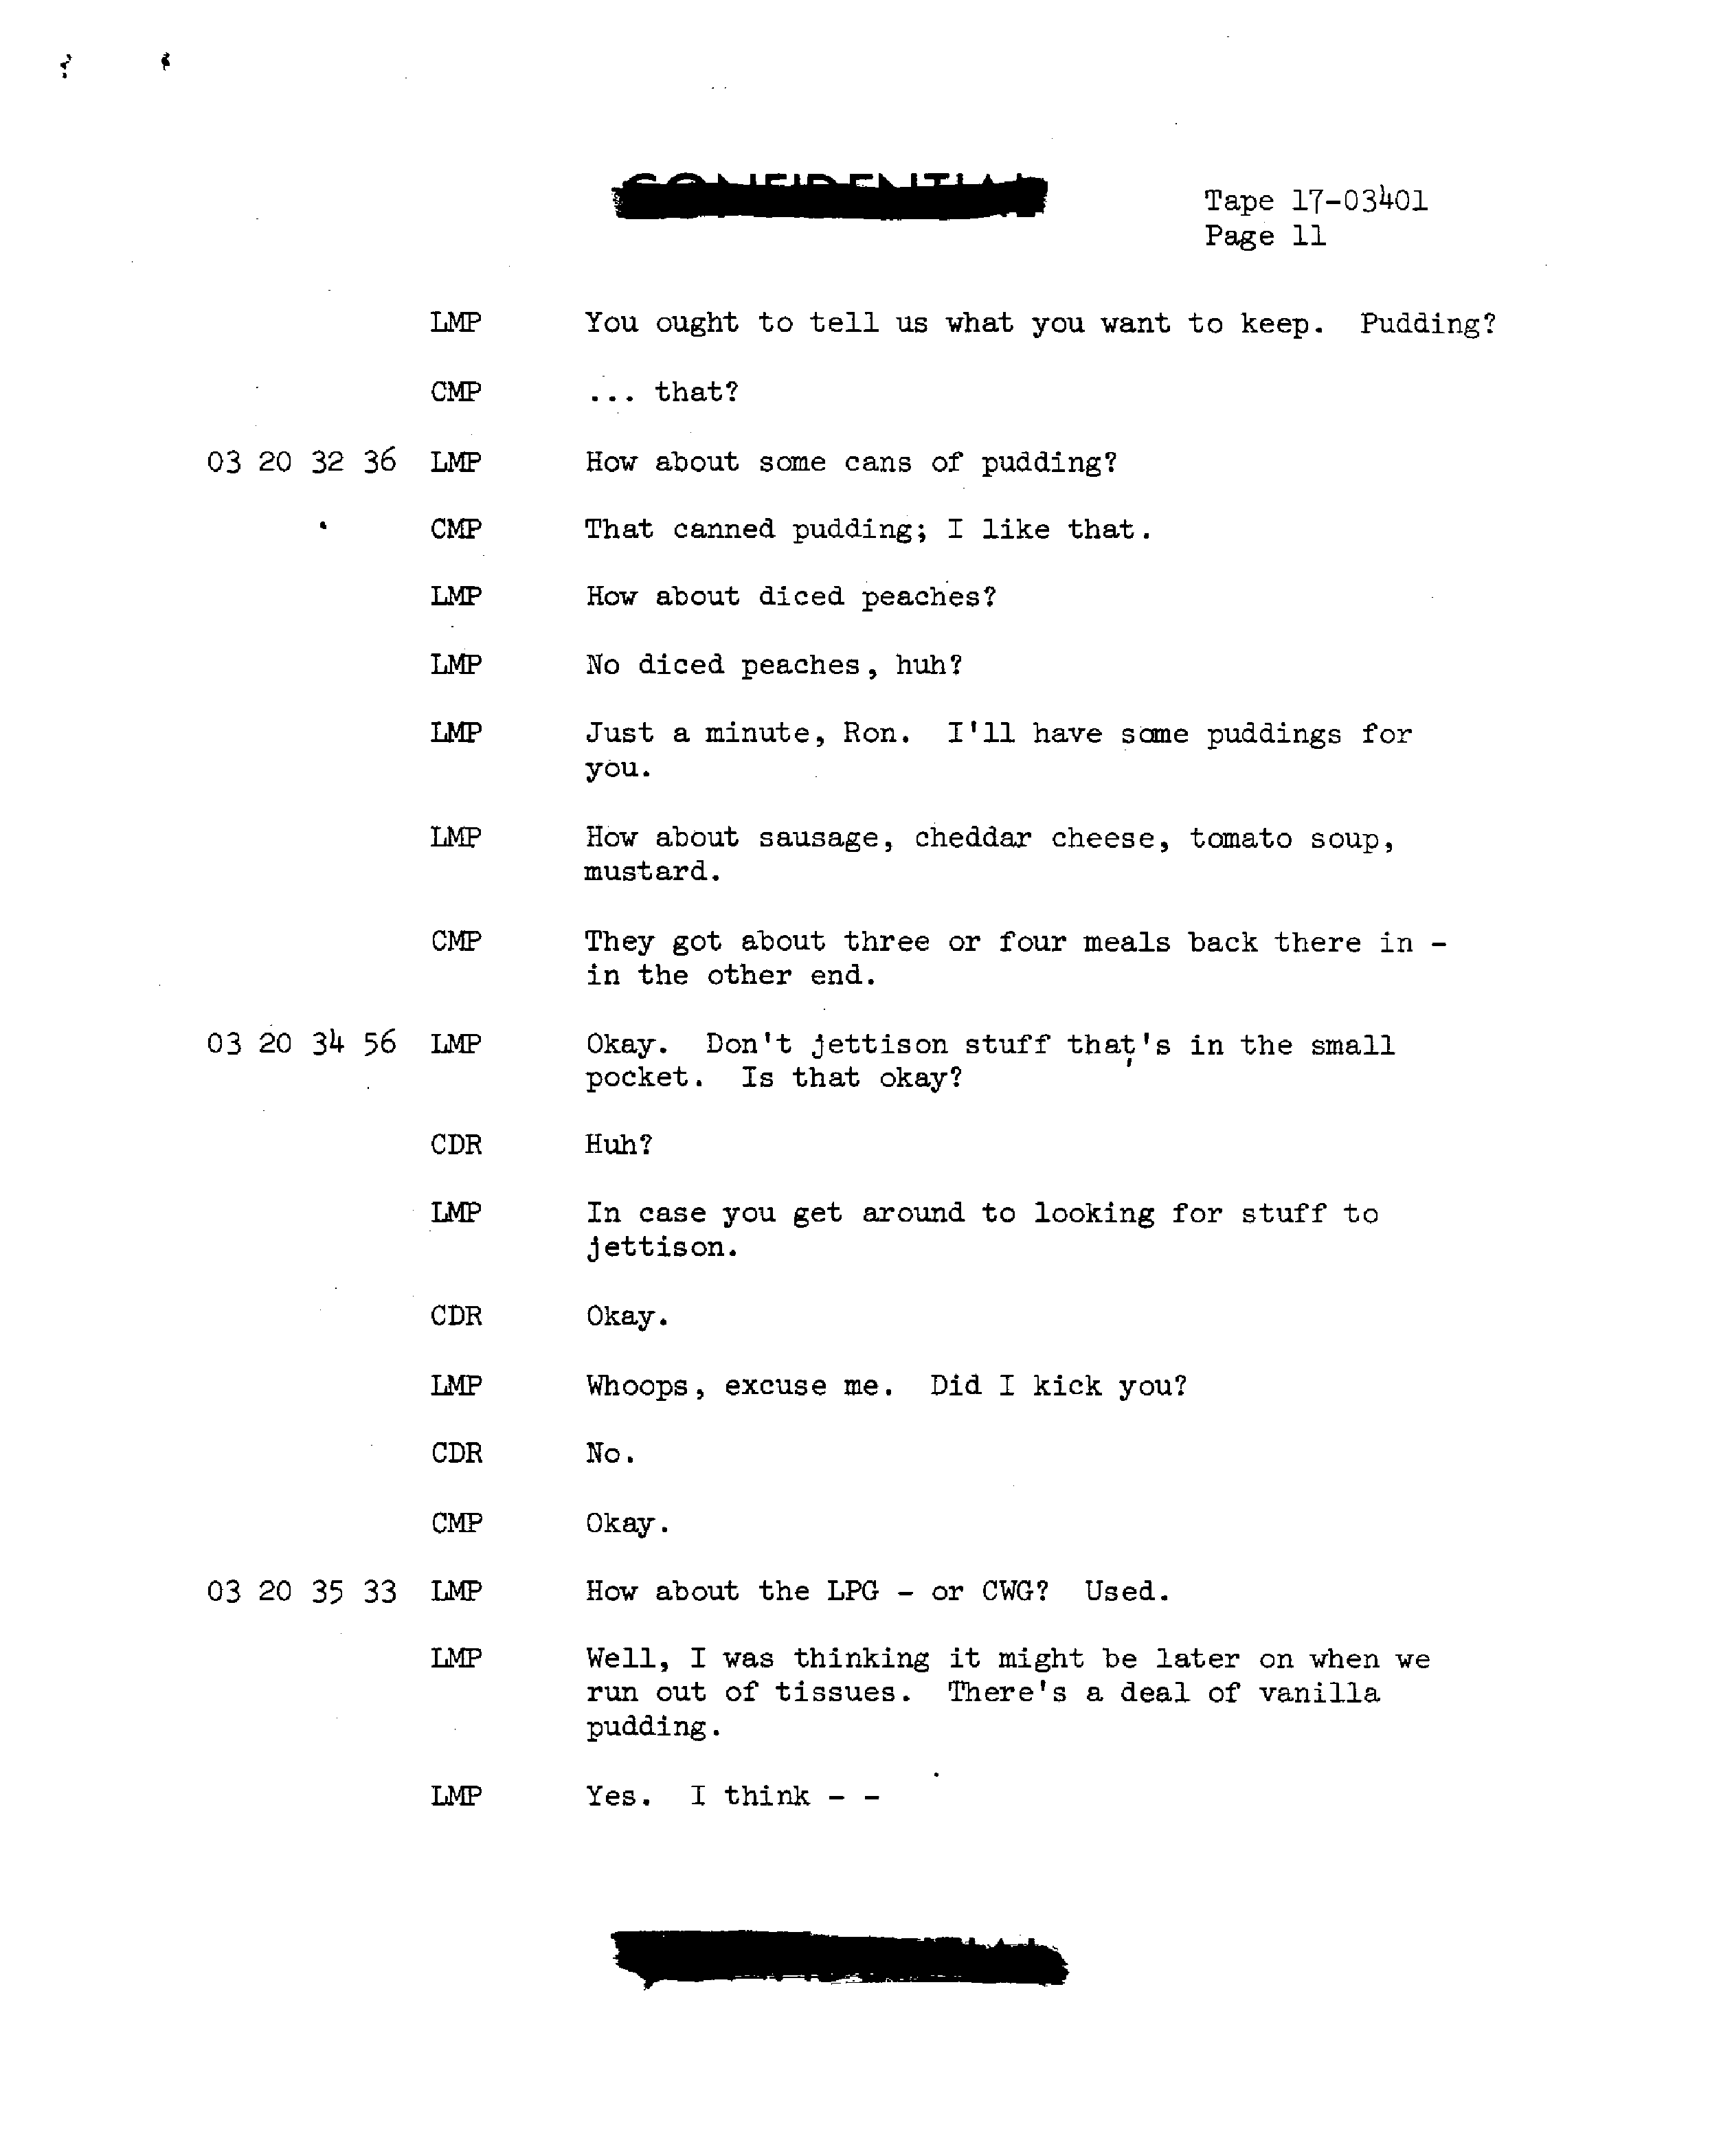 CONFIDENTIAL
Tape 17-03401
Page 11
LMP You ought to tell us what you want to keep. Pudding?
CMP ... that?
03 20 32 36 LMP How about some cans of pudding?
CMP That canned pudding; I like that.
LMP How about diced peaches?
LMP No diced peaches, huh?
LMP Just a minute, Ron. I'll have some puddings for
you.
LMP How about sausage, cheddar cheese, tomato soup,
mustard.
CMP They got about three or four meals back there in -
in the other end.
03 20 34 56 LMP Okay. Don't jettison stuff that's in the small
pocket. Is that okay?
CDR Huh?
LMP In case you get around to looking for stuff to
jettison.
CDR Okay.
LMP Whoops, excuse me. Did I kick you?
CDR No.
CMP Okay.
03 20 35 33 LMP How about the LPG - or CWG? Used.
LMP Well, I was thinking it might be later on when we
run out of tissues. There's a deal of vanilla
pudding.
LMP Yes. I think - -